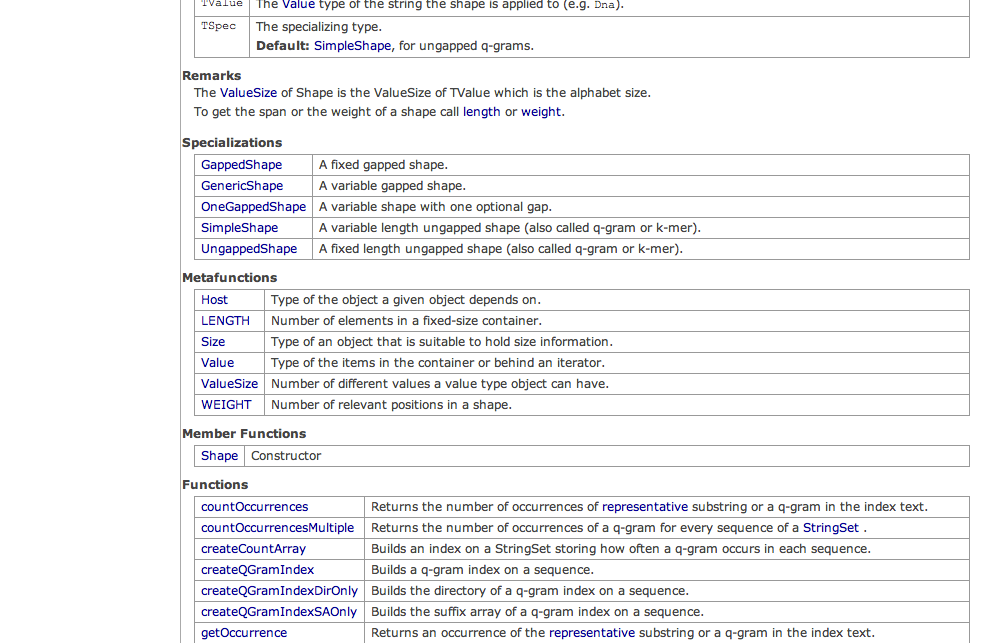 TValue The Value type of the string the shape is applied to (e.g. Dna).
TSpec The specializing type.
Default: SimpleShape, for ungapped q-grams.
Remarks
The ValueSize of Shape is the ValueSize of TValue which is the alphabet size.
To get the span or the weight of a shape call length or weight.
Specializations
GappedShape A fixed gapped shape.
GenericShape A variable gapped shape.
OneGappedShape A variable shape with one optional gap.
SimpleShape A variable length ungapped shape (also called q-gram or k-mer).
UngappedShape A fixed length ungapped shape (also called q-gram or k-mer).
Metafunctions
Host Type of the object a given object depends on.
LENGTH Number of elements in a fixed-size container.
Size Type of an object that is suitable to hold size information.
Value Type of the items in the container or behind an iterator.
ValueSize Number of different values a value type object can have.
WEIGHT Number of relevant positions in a shape.
Member Functions
Shape Constructor
Functions
countOccurrences Returns the number of occurrences of representative substring or a q-gram in the index text.
countOccurrencesMultiple Returns the number of occurrences of a q-gram for every sequence of a StringSet .
createCountArray Builds an index on a StringSet storing how often a q-gram occurs in each sequence.
createQGramIndex Builds a q-gram index on a sequence.
createQGramIndexDirOnly Builds the directory of a q-gram index on a sequence.
createQGramIndexSAOnly Builds the suffix array of a q-gram index on a sequence.
getOccurrence Returns an occurrence of the representative substring or a q-gram in the index text.